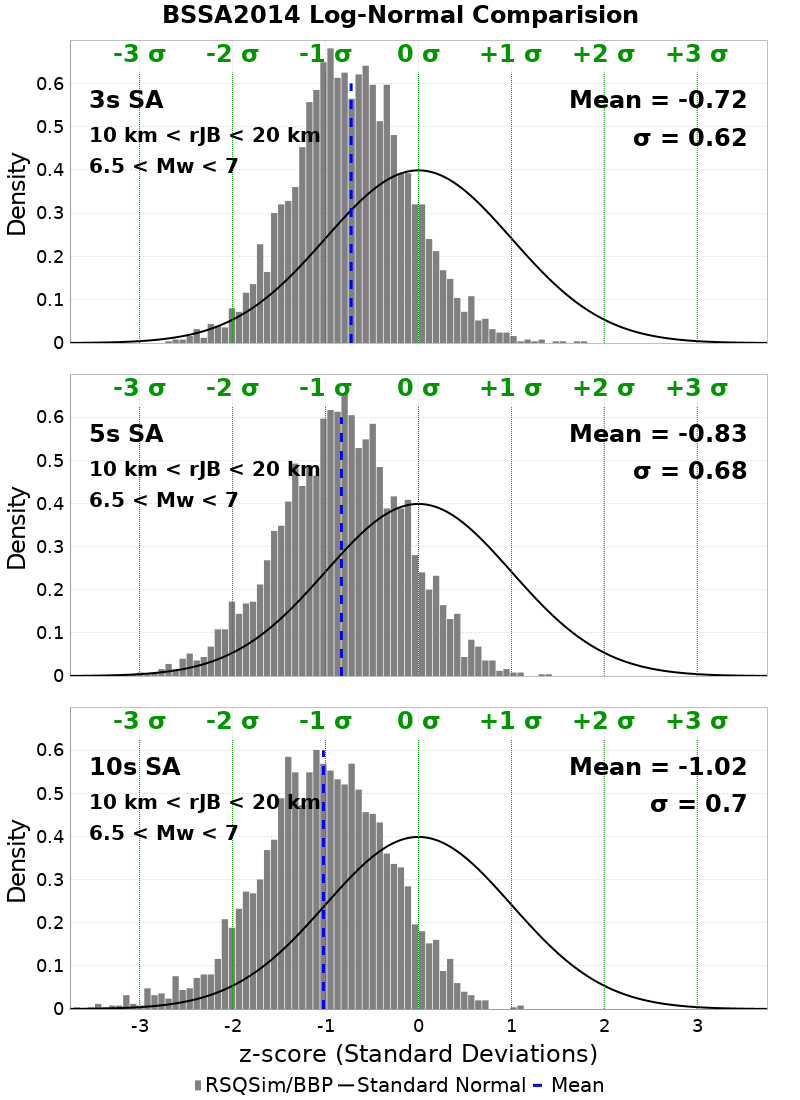 BSSA2014 Log-Normal Comparision
-3 σ -2 σ -1 σ 0 σ +1 σ +2 σ +3 σ
3s SA
10 km < rJB < 20 km
6.5 < Mw < 7
Mean = -0.72
σ = 0.62
Density
0.6
0.5
0.4
0.3
0.2
0.1
0
-3 σ -2 σ -1 σ 0 σ +1 σ +2 σ +3 σ
5s SA
10 km < rJB < 20 km
6.5 < Mw < 7
Mean = -0.83
σ = 0.68
Density
0.6
0.5
0.4
0.3
0.2
0.1
0
-3 σ -2 σ -1 σ 0 σ +1 σ +2 σ +3 σ
10s SA
10 km < rJB < 20 km
6.5 < Mw < 7
Mean = -1.02
σ = 0.7
Density
0.6
0.5
0.4
0.3
0.2
0.1
0
-3 -2 -1 0 1 2 3
z-score (Standard Deviations)
RSQSim/BBP Standard Normal Mean